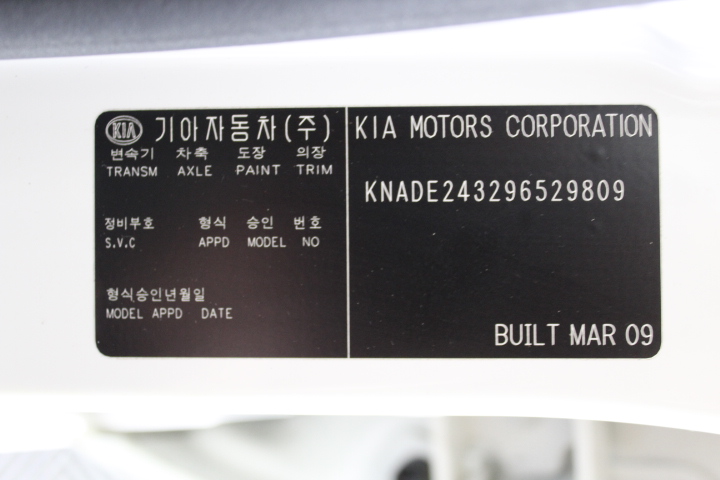 KIA 기아자동차(주)
변속기 차축 도장 의장
TRANSM AXLE PAINT TRIM
정비부호 형식 승인 번호
S.V.C APPD MODEL NO
형식승인년월일
MODEL APPD DATE
KIA MOTORS CORPORATION
KNADE243296529809
BUILT MAR 09